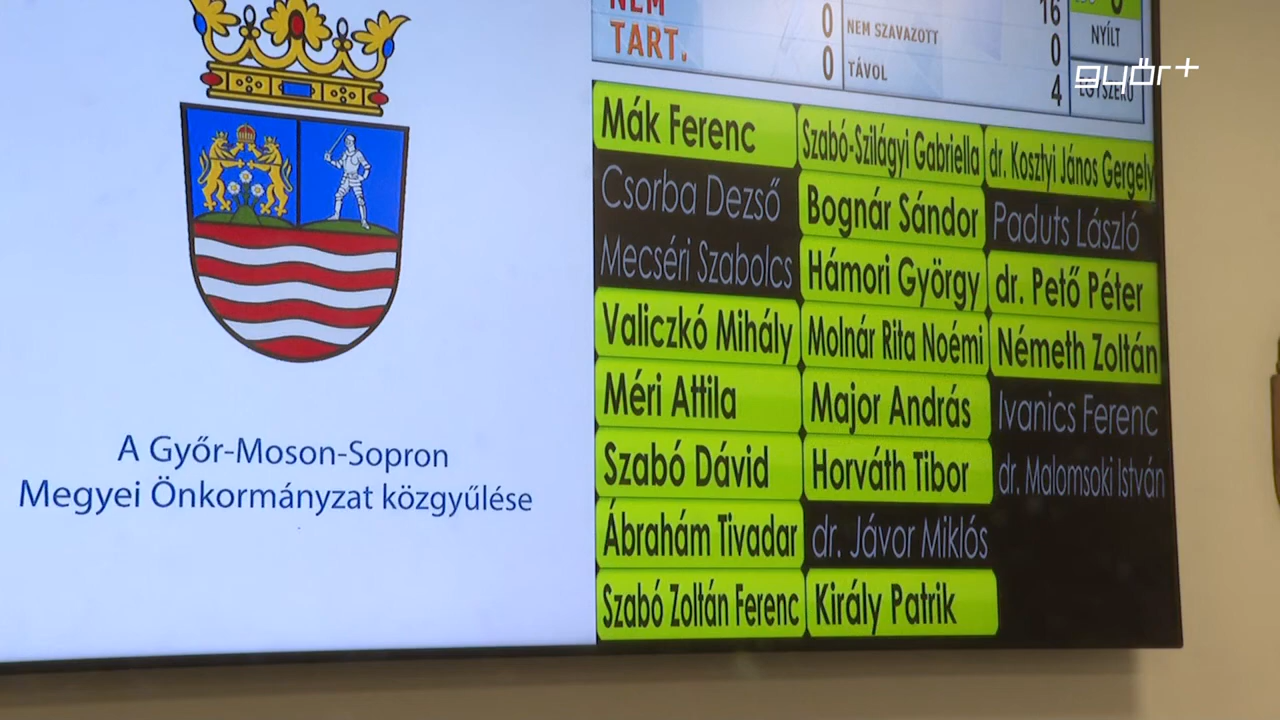 NEM
TART.
0
0
NEM SZAVAZOTT
TÁVOL
16
0
4
NYÍLT
győr+
Mák Ferenc
Szabó-Szilágyi Gabriella
dr. Kosztyi János Gergely
Csorba Dezső
Bognár Sándor
Paduts László
Mecséri Szabolcs
Hámori György
dr. Pető Péter
Valiczkó Mihály
Molnár Rita Noémi
Németh Zoltán
Méri Attila
Major András
Ivanics Ferenc
Szabó Dávid
Horváth Tibor
dr. Malomsoki István
Ábrahám Tivadar
dr. Jávor Miklós
Szabó Zoltán Ferenc
Király Patrik
A Győr-Moson-Sopron
Megyei Önkormányzat közgyűlése